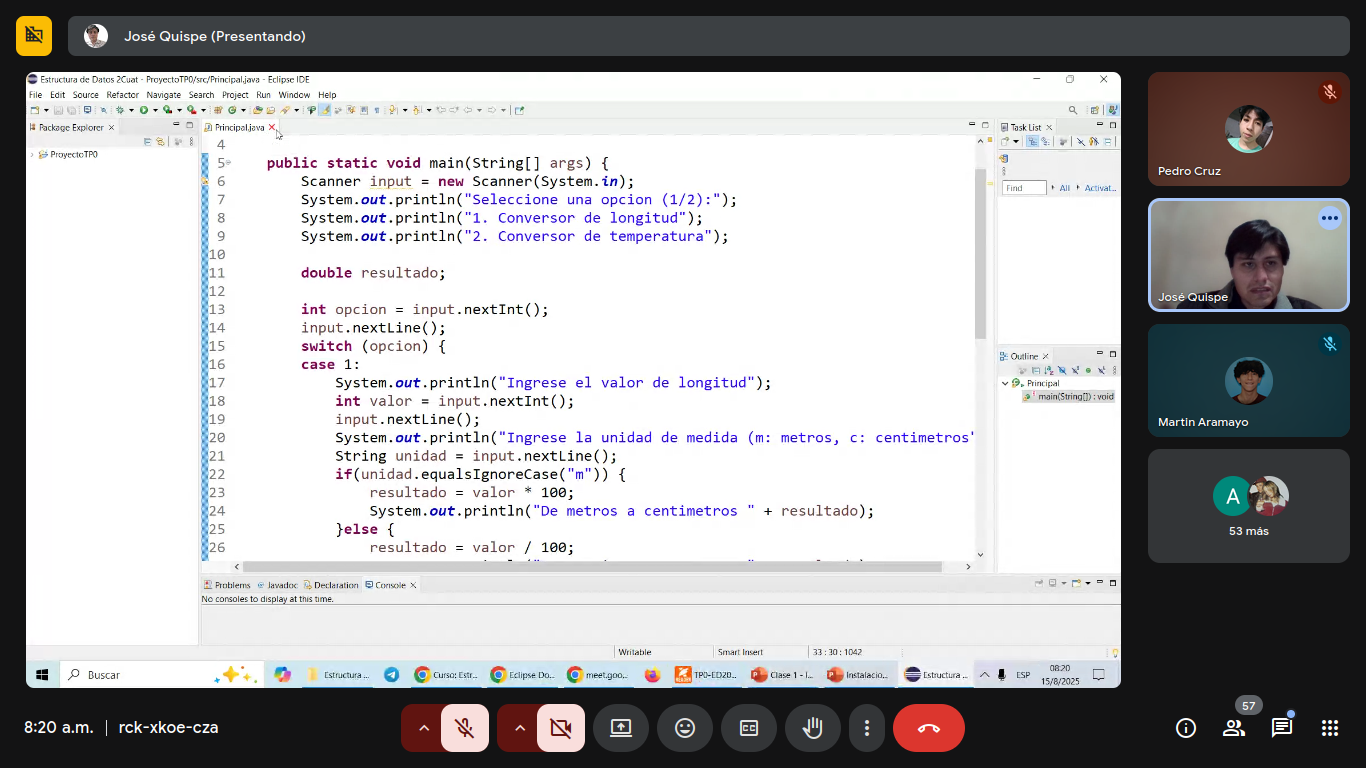 José Quispe (Presentando)
Estructura de Datos 2Cuat - ProyectoTP0/src/Principal.java - Eclipse IDE
File Edit Source Refactor Navigate Search Project Run Window Help
Package Explorer
ProyectoTP0
Principal.java
4
5 public static void main(String[] args) {
6 Scanner input = new Scanner(System.in);
7 System.out.println("Seleccione una opcion (1/2):");
8 System.out.println("1. Conversor de longitud");
9 System.out.println("2. Conversor de temperatura");
10
11 double resultado;
12
13 int opcion = input.nextInt();
14 input.nextLine();
15 switch (opcion) {
16 case 1:
17 System.out.println("Ingrese el valor de longitud");
18 int valor = input.nextInt();
19 input.nextLine();
20 System.out.println("Ingrese la unidad de medida (m: metros, c: centimetros"
21 String unidad = input.nextLine();
22 if(unidad.equalsIgnoreCase("m")) {
23 resultado = valor * 100;
24 System.out.println("De metros a centimetros " + resultado);
25 }else {
26 resultado = valor / 100;
Task List
Find All Activat...
Outline
Principal
main(String[]) : void
Problems Javadoc Declaration Console
No consoles to display at this time.
Writable Smart Insert 33 : 30 : 1042
Buscar
Estructura ...
Curso: Estr...
Eclipse Do...
meet.goo...
TP0-ED20...
Clase 1 - I...
Instalacio...
Estructura ...
ESP
08:20
15/8/2025
Pedro Cruz
José Quispe
Martin Aramayo
A
53 más
8:20 a.m. | rck-xkoe-cza
57